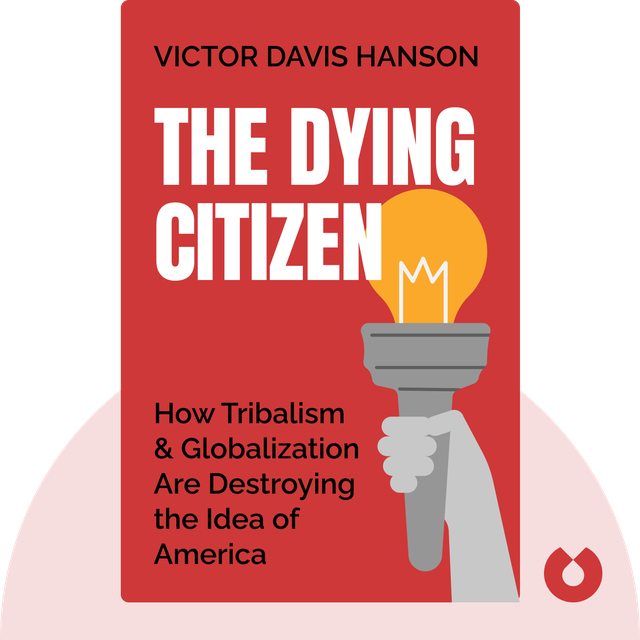 VICTOR DAVIS HANSON
THE DYING
CITIZEN
How Tribalism
& Globalization
Are Destroying
the Idea of
America